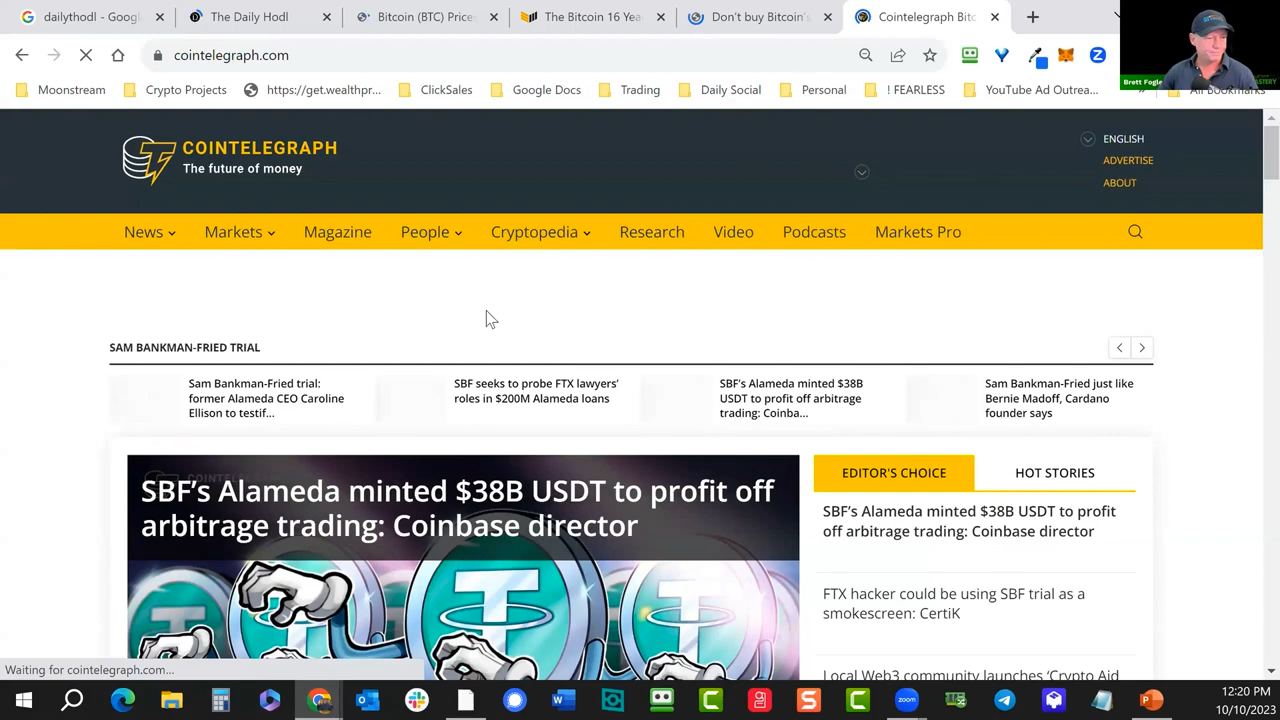 dailythodl - Googl
The Daily Hodl
Bitcoin (BTC) Price
The Bitcoin 16 Yea
Don't buy Bitcoin's
Cointelegraph Bitc
cointelegraph.com
Brett Fogle
Moonstream
Crypto Projects
https://get.wealthpr...
Brett Kodules
Google Docs
Trading
Daily Social
Personal
! FEARLESS
YouTube Ad Outrea...
All Bookmarks
COINTELEGRAPH
The future of money
ENGLISH
ADVERTISE
ABOUT
News
Markets
Magazine
People
Cryptopedia
Research
Video
Podcasts
Markets Pro
SAM BANKMAN-FRIED TRIAL
Sam Bankman-Fried trial:
former Alameda CEO Caroline
Ellison to testif...
SBF seeks to probe FTX lawyers'
roles in $200M Alameda loans
SBF's Alameda minted $38B
USDT to profit off arbitrage
trading: Coinba...
Sam Bankman-Fried just like
Bernie Madoff, Cardano
founder says
SBF's Alameda minted $38B USDT to profit off
arbitrage trading: Coinbase director
EDITOR'S CHOICE
HOT STORIES
SBF's Alameda minted $38B USDT to profit
off arbitrage trading: Coinbase director
FTX hacker could be using SBF trial as a
smokescreen: CertiK
Local Web3 community launches 'Crypto Aid
Waiting for cointelegraph.com...
12:20 PM
10/10/2023